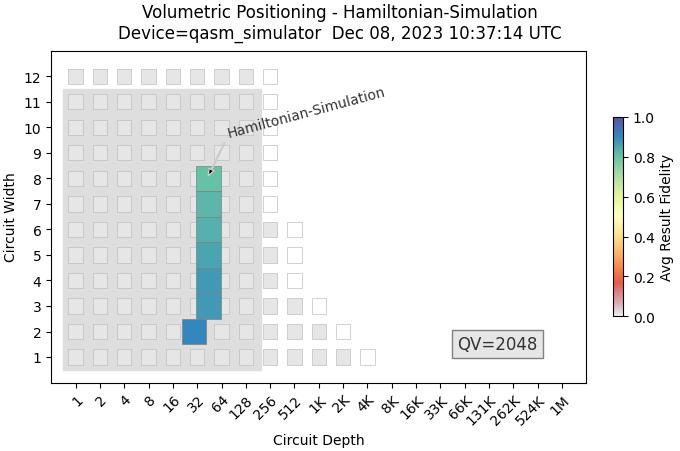 Volumetric Positioning - Hamiltonian-Simulation
Device=qasm_simulator  Dec 08, 2023 10:37:14 UTC
Circuit Width
12
11
10
9
8
7
6
5
4
3
2
1
Hamiltonian-Simulation
QV=2048
1 2 4 8 16 32 64 128 256 512 1K 2K 4K 8K 16K 33K 66K 131K 262K 524K 1M
Circuit Depth
1.0
0.8
0.6
0.4
0.2
0.0
Avg Result Fidelity